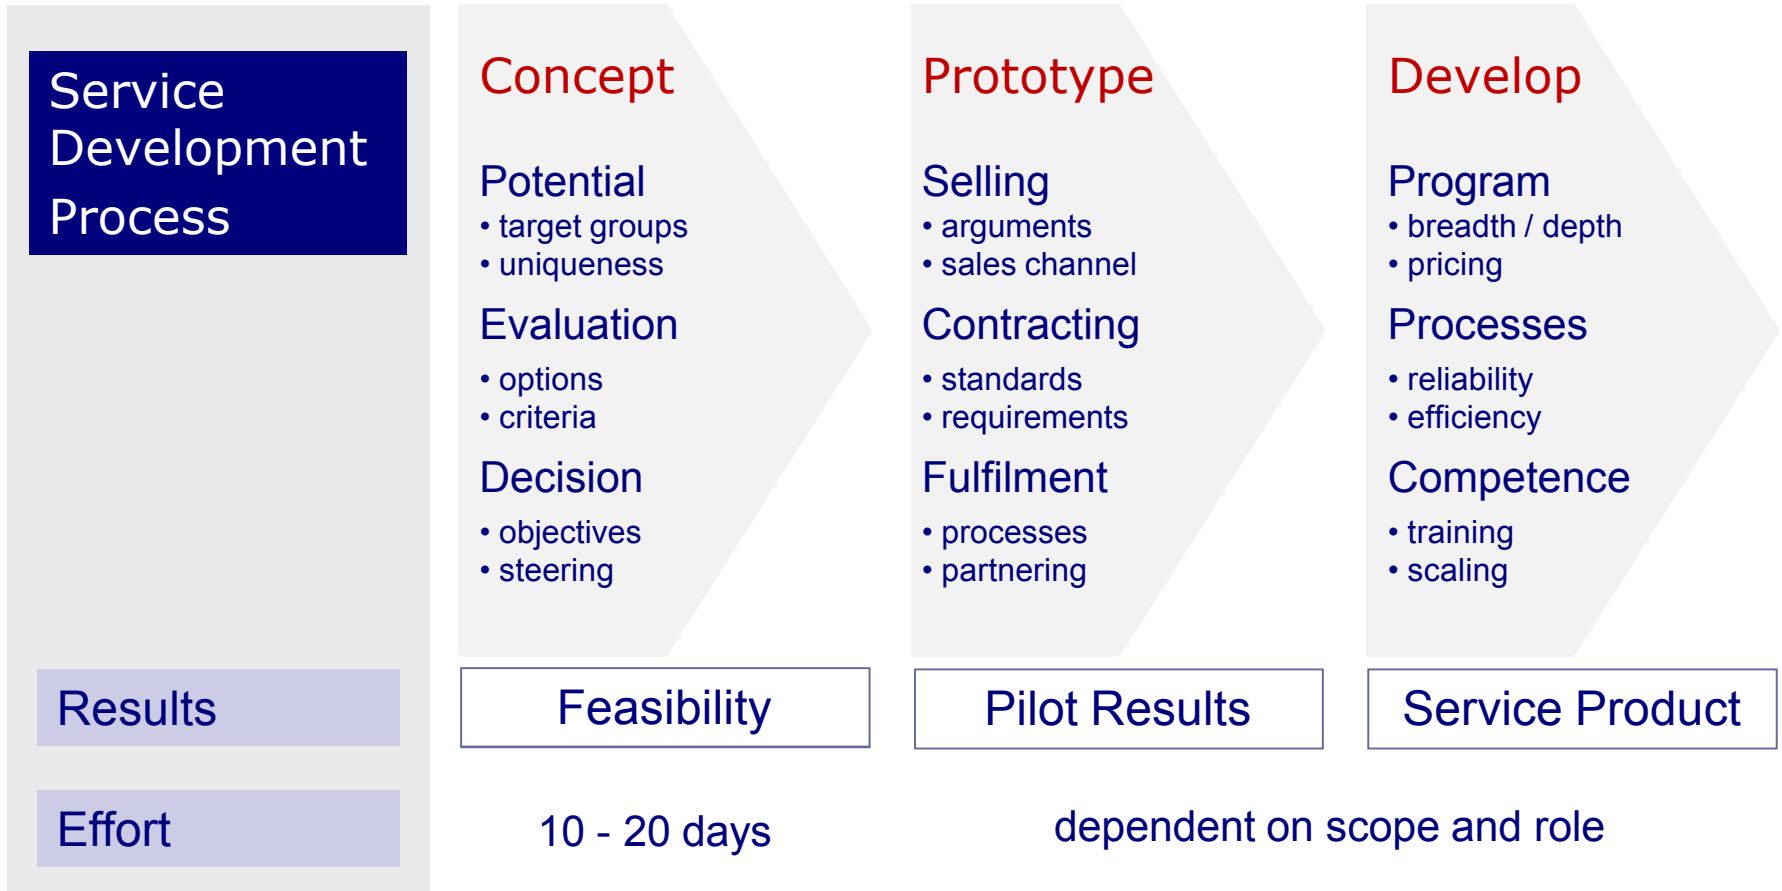 Service
Development
Process
Concept
Potential
• target groups
• uniqueness
Evaluation
• options
• criteria
Decision
• objectives
• steering
Prototype
Selling
• arguments
• sales channel
Contracting
• standards
• requirements
Fulfilment
• processes
• partnering
Develop
Program
• breadth / depth
• pricing
Processes
• reliability
• efficiency
Competence
• training
• scaling
Results
Feasibility
Pilot Results
Service Product
Effort
10 - 20 days
dependent on scope and role